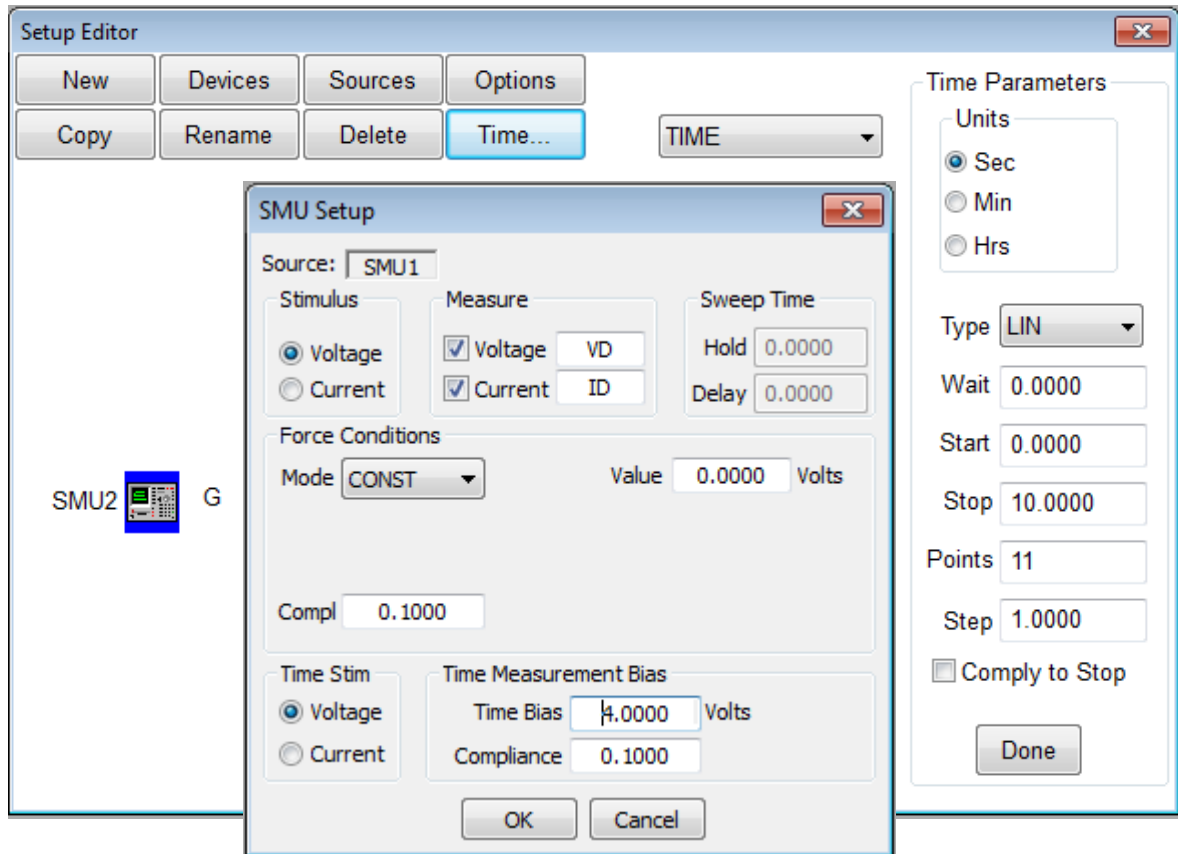 Setup Editor
New Devices Sources Options
Copy Rename Delete Time... TIME
SMU2 G
SMU Setup
Source: SMU1
Stimulus
Voltage
Current
Measure
Voltage VD
Current ID
Sweep Time
Hold 0.0000
Delay 0.0000
Force Conditions
Mode CONST Value 0.0000 Volts
Compl 0.1000
Time Stim
Voltage
Current
Time Measurement Bias
Time Bias 4.0000 Volts
Compliance 0.1000
OK Cancel
Time Parameters
Units
Sec
Min
Hrs
Type LIN
Wait 0.0000
Start 0.0000
Stop 10.0000
Points 11
Step 1.0000
Comply to Stop
Done